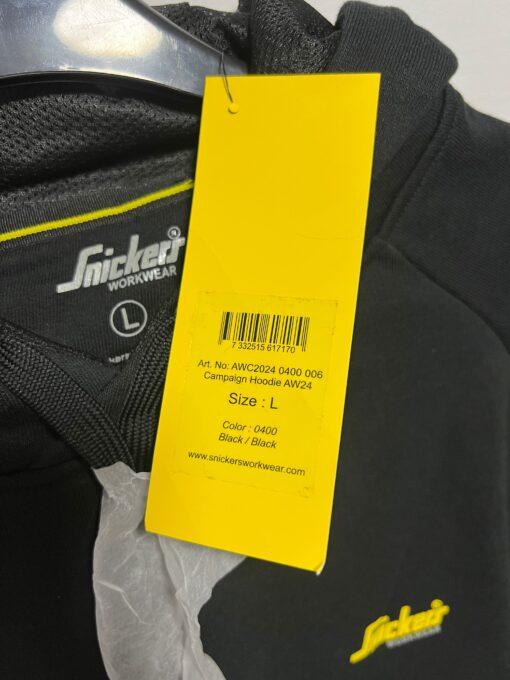 Snickers
WORKWEAR
L
7 332515 617170
Art. No: AWC2024 0400 006
Campaign Hoodie AW24
Size : L
Color : 0400
Black / Black
www.snickersworkwear.com
Snickers
WORKWEAR